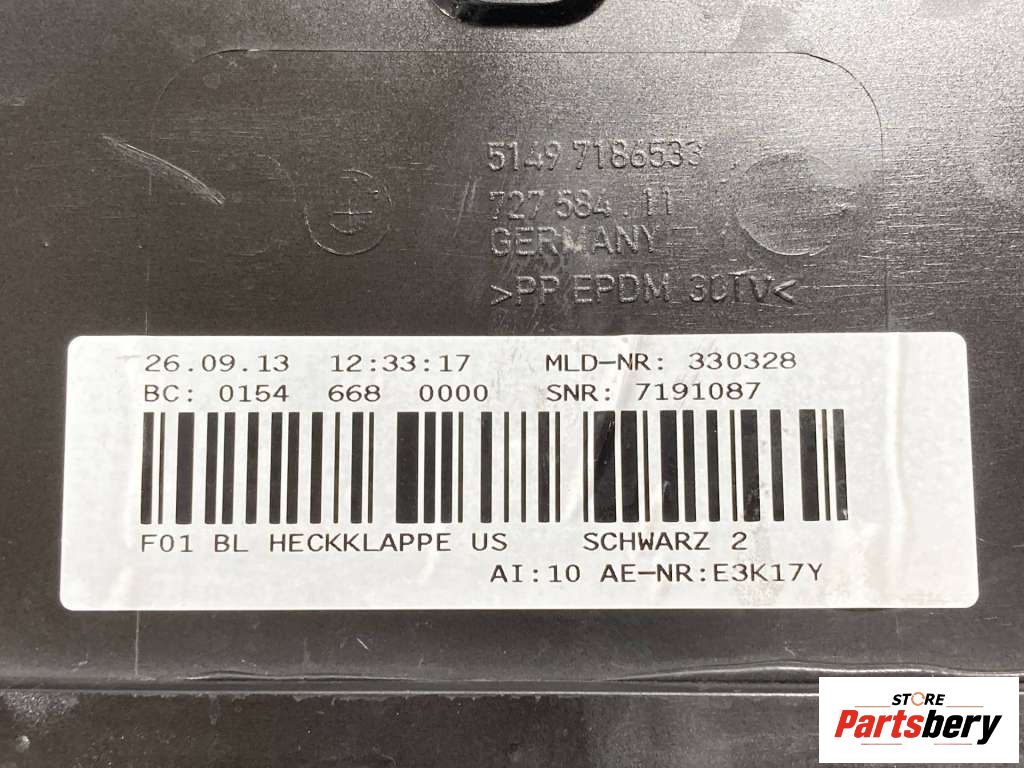 5149 7186533
727 584 . 11
GERMANY
>PP EPDM 30TV<
26.09.13 12:33:17 MLD-NR: 330328
BC: 0154 668 0000 SNR: 7191087
F01 BL HECKKLAPPE US SCHWARZ 2
AI:10 AE-NR:E3K17Y
STORE
Partsbery